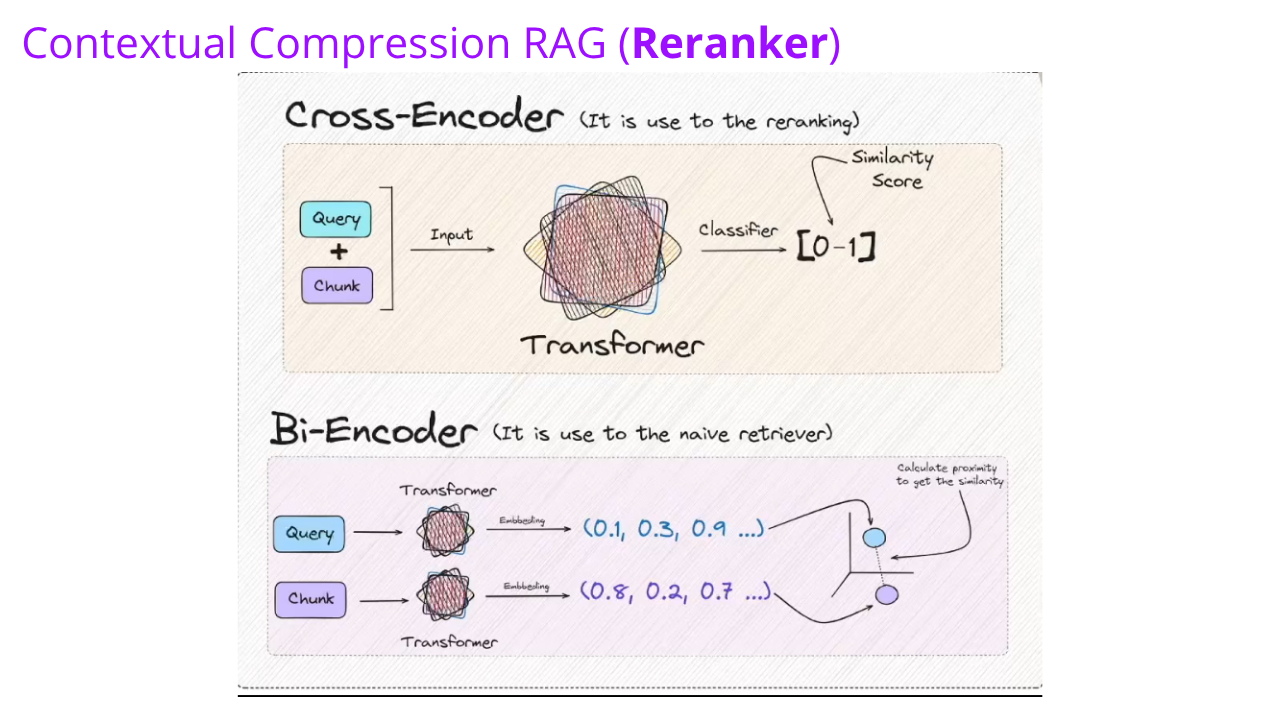 Contextual Compression RAG (Reranker)
Cross-Encoder (It is use to the reranking)
Similarity
Score
Query
+
Chunk
Input
Transformer
Classifier
[0-1]
Bi-Encoder (It is use to the naive retriever)
Calculate proximity
to get the similarity
Transformer
Query
Embbeding
(0.1, 0.3, 0.9 ...)
Chunk
Embbeding
(0.8, 0.2, 0.7 ...)
Transformer